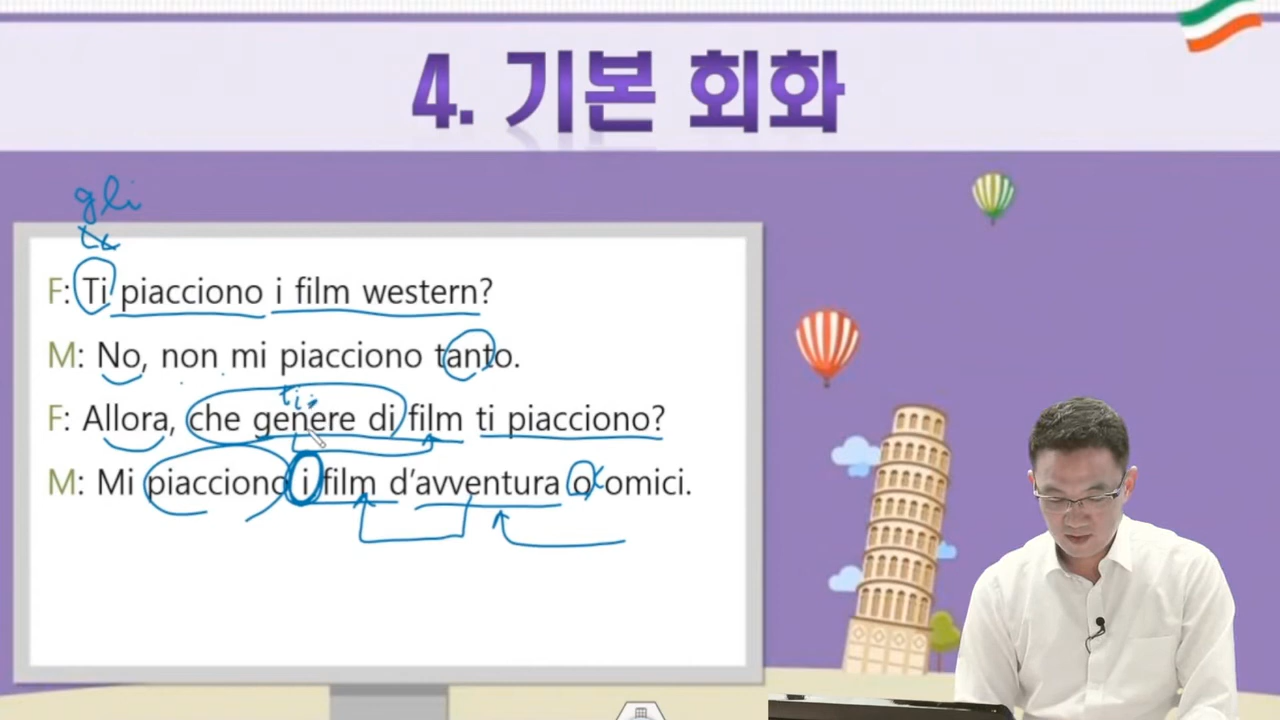 4. 기본 회화
gli
F: Ti piacciono i film western?
M: No, non mi piacciono tanto.
ti
F: Allora, che genere di film ti piacciono?
M: Mi piacciono i film d'avventura o comici.